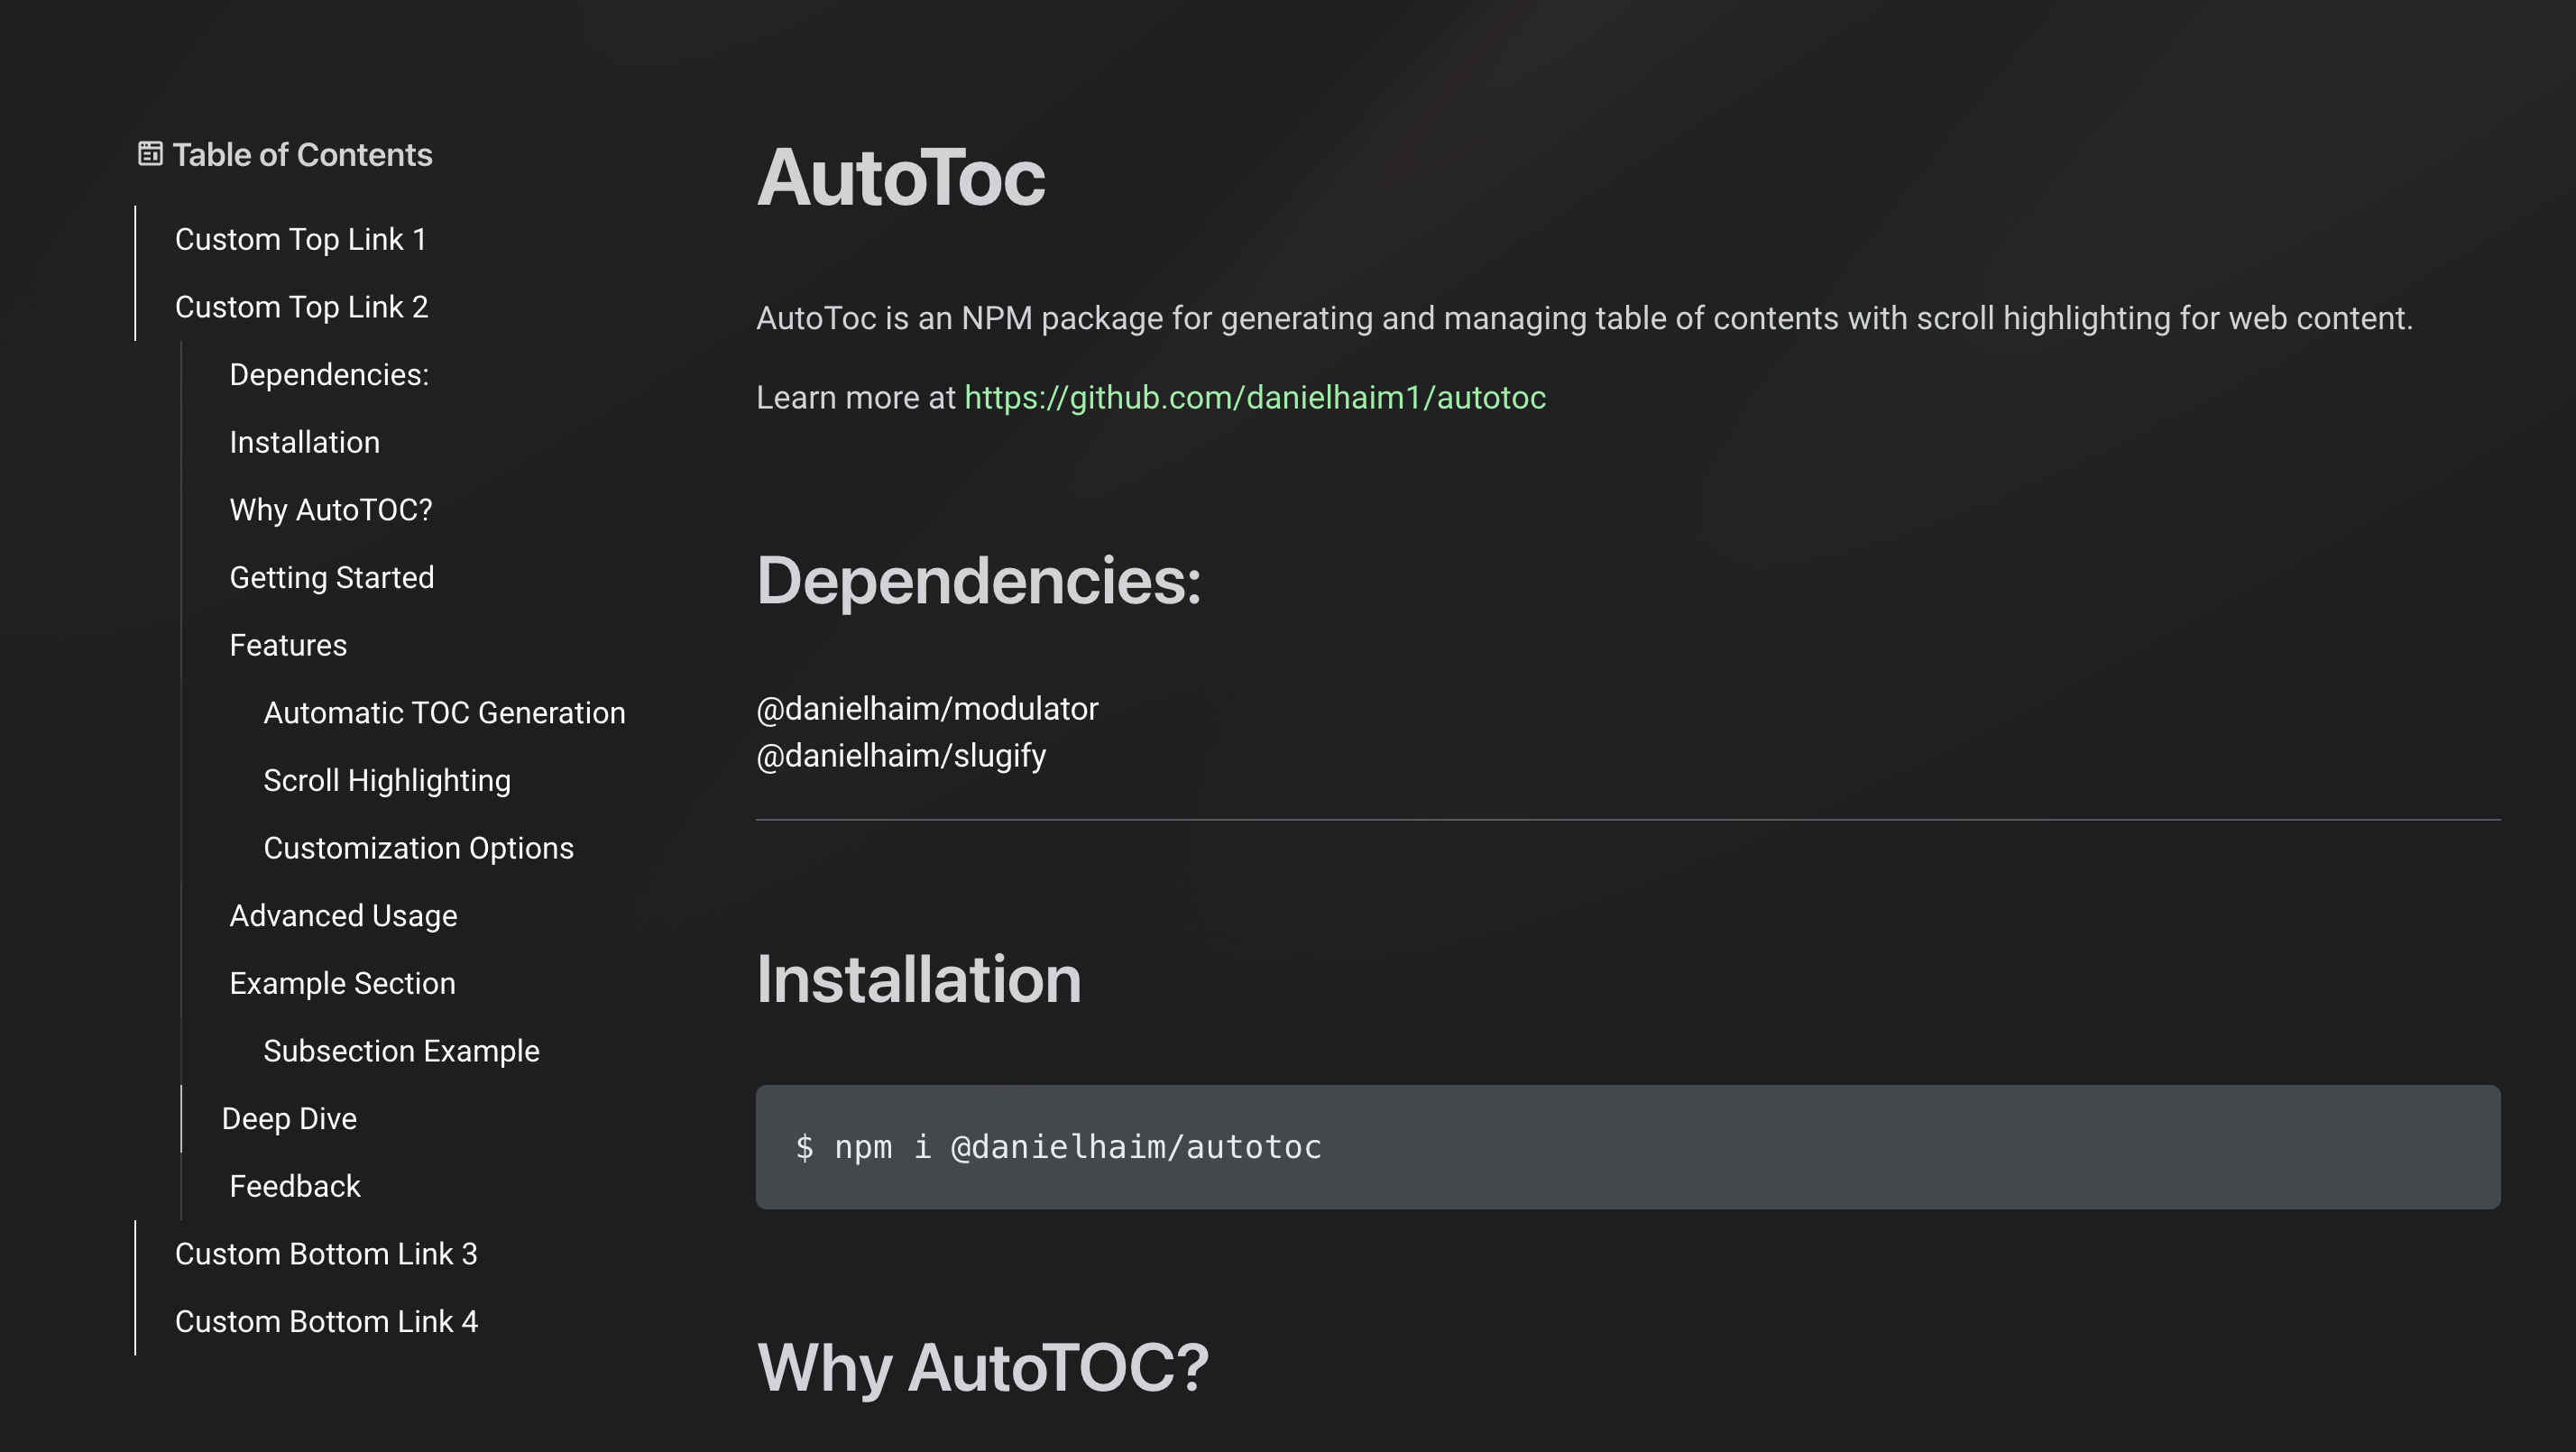 Table of Contents
Custom Top Link 1
Custom Top Link 2
Dependencies:
Installation
Why AutoTOC?
Getting Started
Features
Automatic TOC Generation
Scroll Highlighting
Customization Options
Advanced Usage
Example Section
Subsection Example
Deep Dive
Feedback
Custom Bottom Link 3
Custom Bottom Link 4
AutoToc
AutoToc is an NPM package for generating and managing table of contents with scroll highlighting for web content.
Learn more at https://github.com/danielhaim1/autotoc
Dependencies:
@danielhaim/modulator
@danielhaim/slugify
Installation
$ npm i @danielhaim/autotoc
Why AutoTOC?